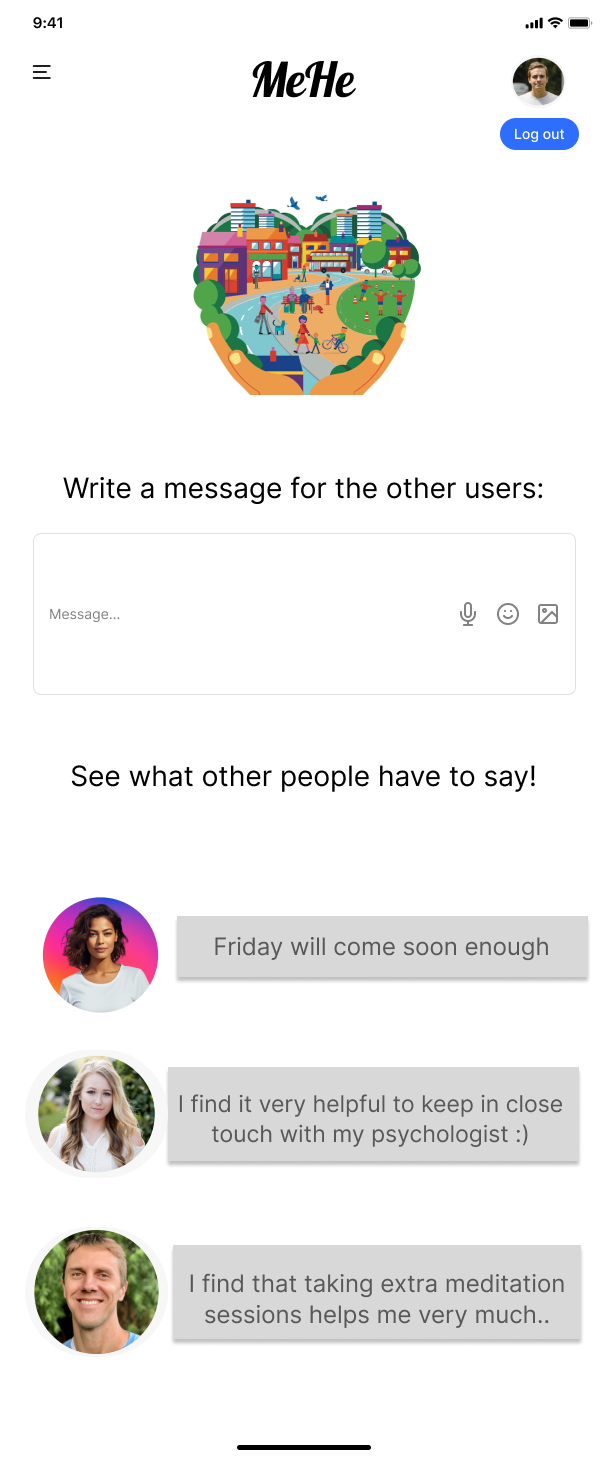 9:41
MeHe
Log out
Write a message for the other users:
Message...
See what other people have to say!
Friday will come soon enough
I find it very helpful to keep in close
touch with my psychologist :)
I find that taking extra meditation
sessions helps me very much..